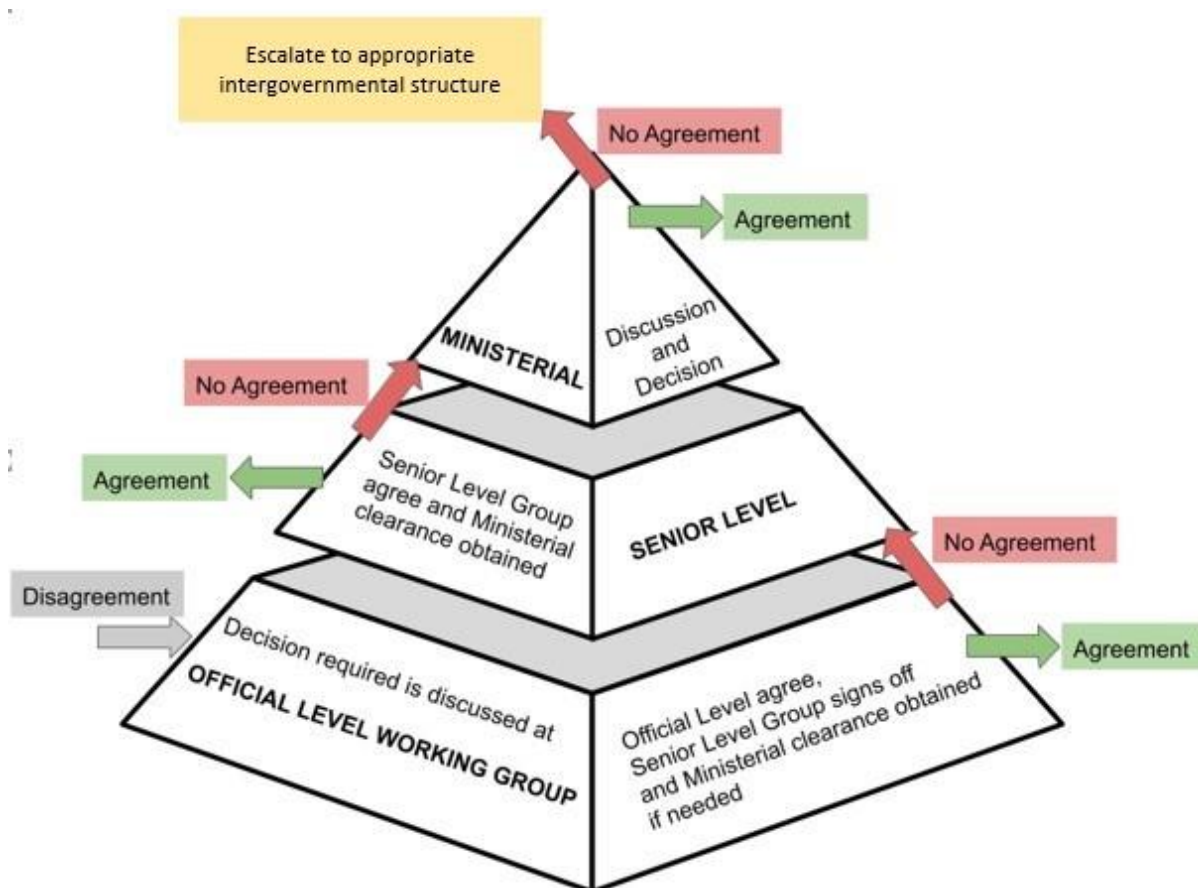 Escalate to appropriate
intergovernmental structure
No Agreement
Agreement
MINISTERIAL
Discussion
and
Decision
No Agreement
Agreement
Senior Level Group
agree and Ministerial
clearance obtained
SENIOR LEVEL
No Agreement
Agreement
Disagreement
Decision required is discussed at
OFFICIAL LEVEL WORKING GROUP
Official Level agree,
Senior Level Group signs off
and Ministerial clearance obtained
if needed